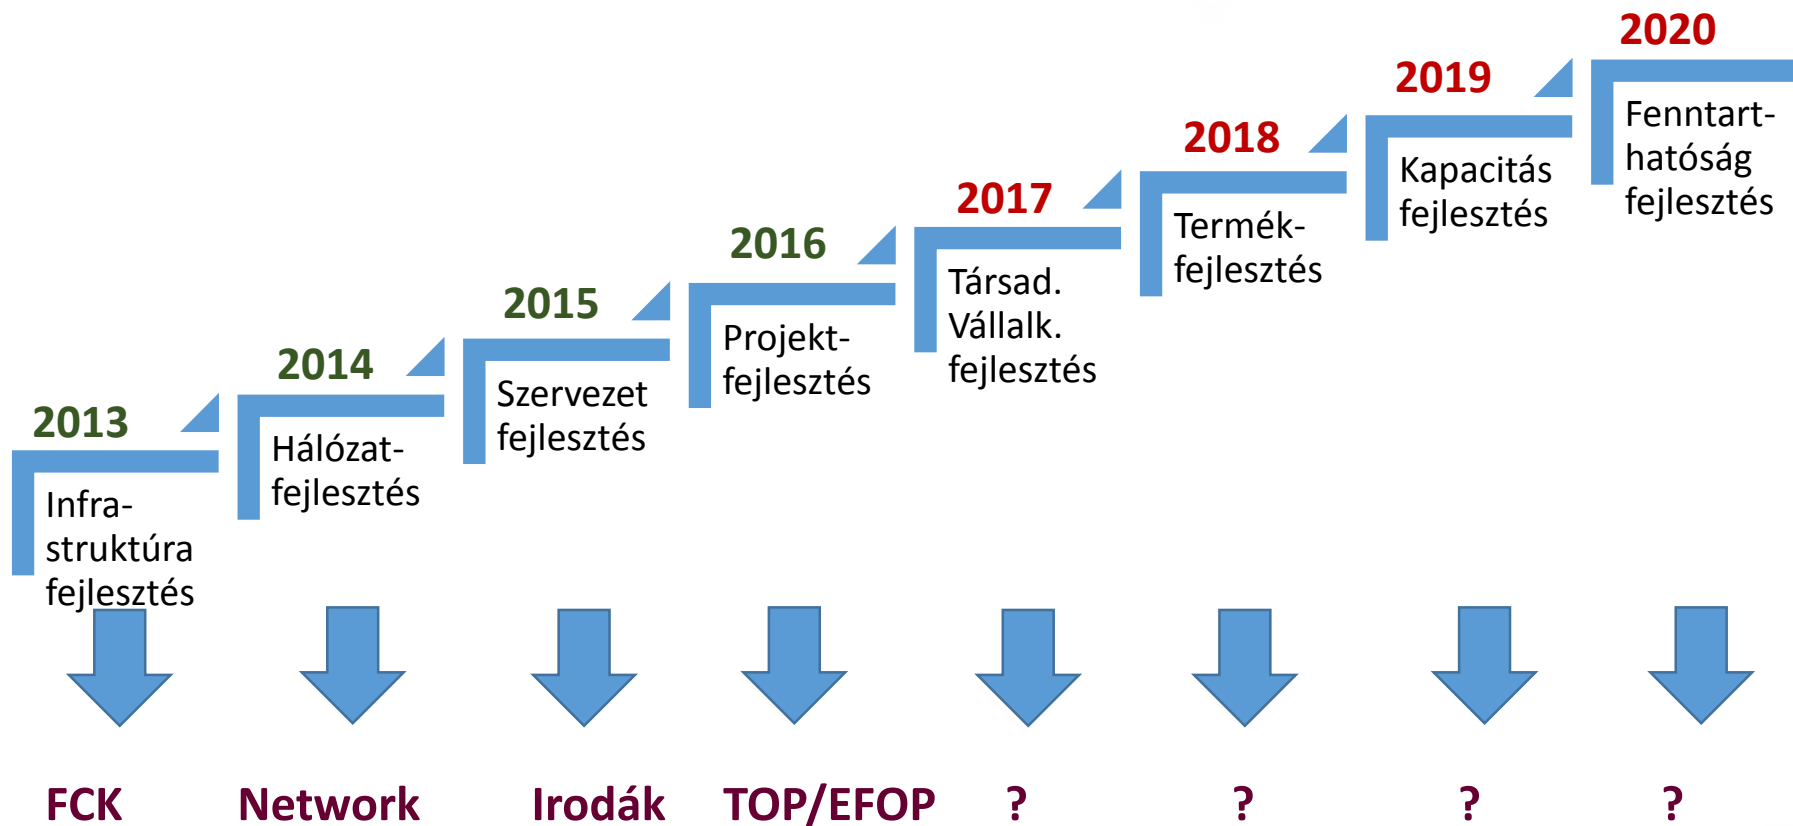 2013
Infra-
struktúra
fejlesztés
2014
Hálózat-
fejlesztés
2015
Szervezet
fejlesztés
2016
Projekt-
fejlesztés
2017
Társad.
Vállalk.
fejlesztés
2018
Termék-
fejlesztés
2019
Kapacitás
fejlesztés
2020
Fenntart-
hatóság
fejlesztés
FCK
Network
Irodák
TOP/EFOP
?
?
?
?